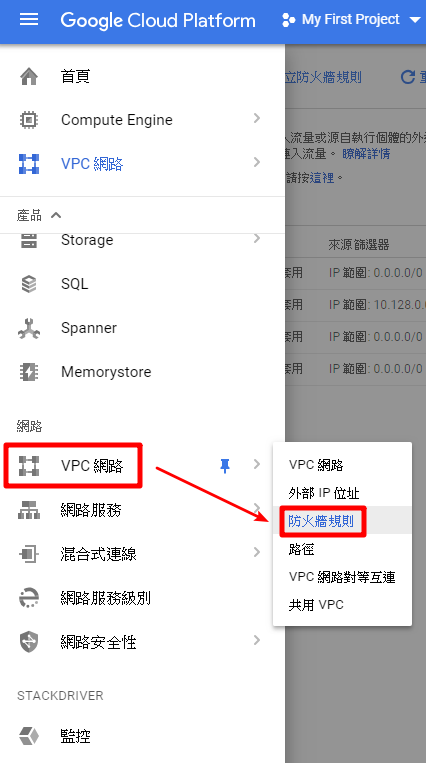 Google Cloud Platform
My First Project
首頁
Compute Engine
VPC 網路
產品
Storage
SQL
Spanner
Memorystore
網路
VPC 網路
網路服務
混合式連線
網路服務級別
網路安全性
STACKDRIVER
監控
立防火牆規則
流量或源自執行個體的外
連入流量。 瞭解詳情
請按這裡。
來源篩選器
套用 IP 範圍: 0.0.0.0/0
套用 IP 範圍: 10.128.0.
套用 IP 範圍: 0.0.0.0/0
套用 IP 範圍: 0.0.0.0/0
VPC 網路
外部 IP 位址
防火牆規則
路徑
VPC 網路對等互連
共用 VPC